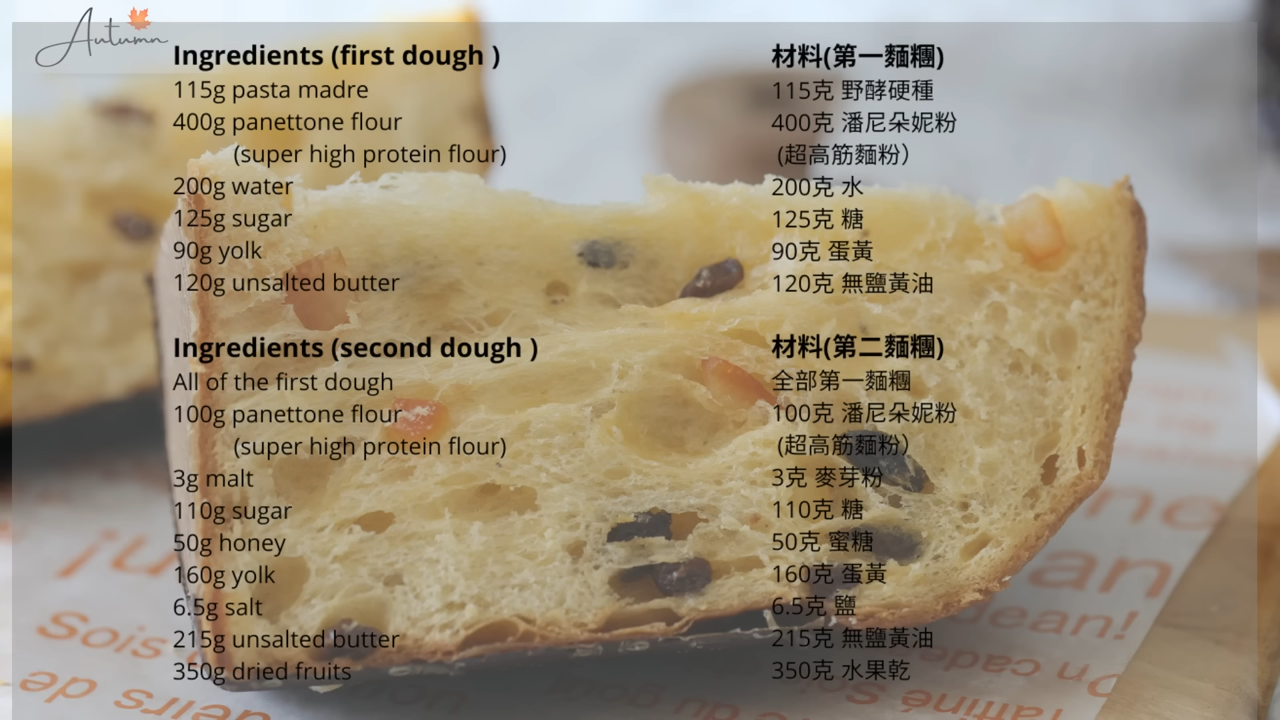 Autumn
Ingredients (first dough )
115g pasta madre
400g panettone flour
(super high protein flour)
200g water
125g sugar
90g yolk
120g unsalted butter
Ingredients (second dough )
All of the first dough
100g panettone flour
(super high protein flour)
3g malt
110g sugar
50g honey
160g yolk
6.5g salt
215g unsalted butter
350g dried fruits
材料(第一麵糰)
115克 野酵硬種
400克 潘尼朵妮粉
(超高筋麵粉）
200克 水
125克 糖
90克 蛋黃
120克 無鹽黃油
材料(第二麵糰)
全部第一麵糰
100克 潘尼朵妮粉
(超高筋麵粉）
3克 麥芽粉
110克 糖
50克 蜜糖
160克 蛋黃
6.5克 鹽
215克 無鹽黃油
350克 水果乾
Sois
dean!